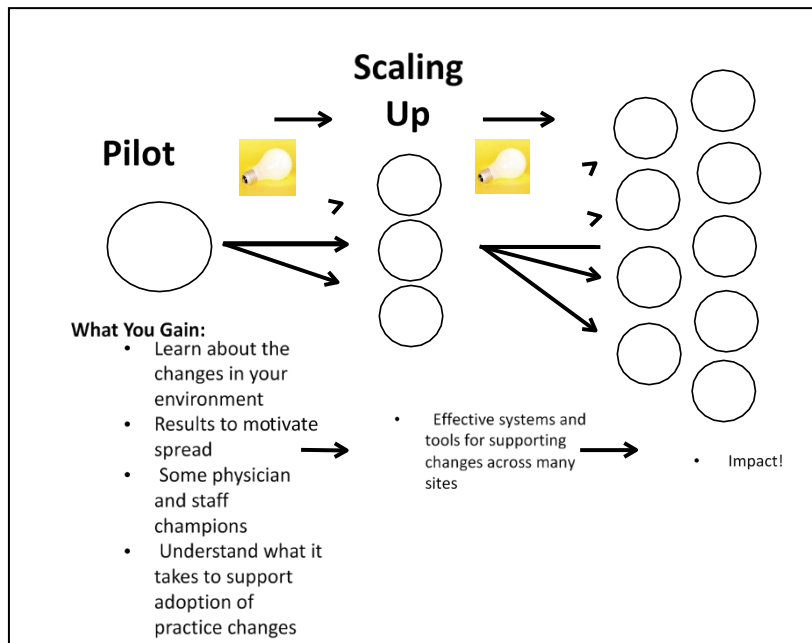 Scaling
Up
Pilot
What You Gain:
• Learn about the
changes in your
environment
• Results to motivate
spread
• Some physician
and staff
champions
• Understand what it
takes to support
adoption of
practice changes
• Effective systems and
tools for supporting
changes across many
sites
• Impact!